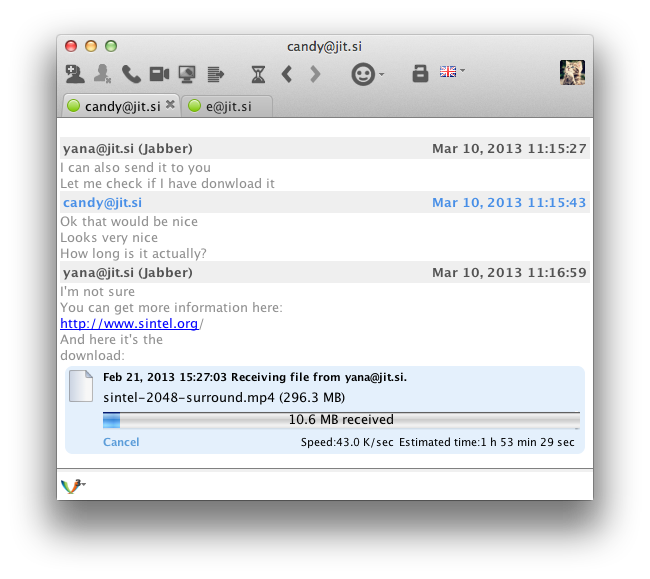 candy@jit.si
candy@jit.si e@jit.si
yana@jit.si (Jabber) Mar 10, 2013 11:15:27
I can also send it to you
Let me check if I have donwload it
candy@jit.si Mar 10, 2013 11:15:43
Ok that would be nice
Looks very nice
How long is it actually?
yana@jit.si (Jabber) Mar 10, 2013 11:16:59
I'm not sure
You can get more information here:
http://www.sintel.org/
And here it's the
download:
Feb 21, 2013 15:27:03 Receiving file from yana@jit.si.
sintel-2048-surround.mp4 (296.3 MB)
10.6 MB received
Cancel Speed:43.0 K/sec Estimated time:1 h 53 min 29 sec